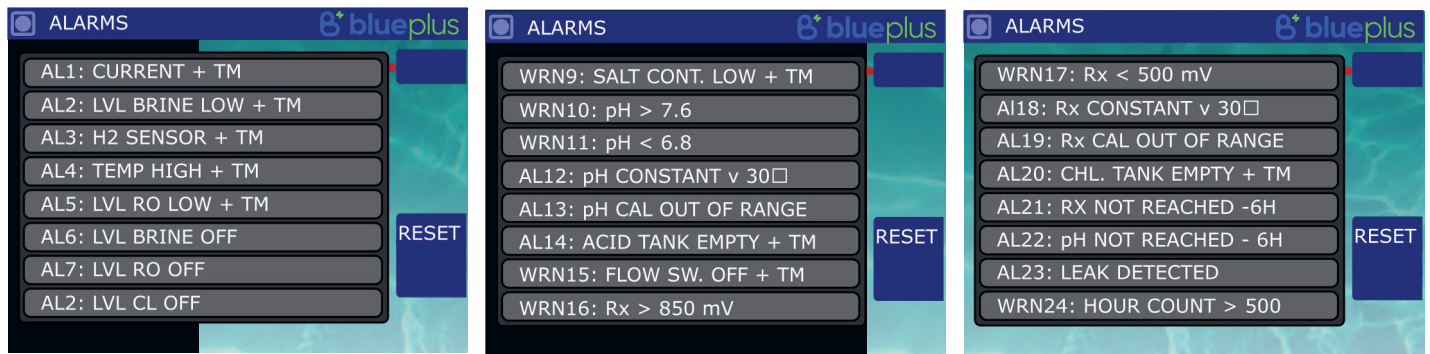 ALARMS
blueplus
AL1: CURRENT + TM
AL2: LVL BRINE LOW + TM
AL3: H2 SENSOR + TM
AL4: TEMP HIGH + TM
AL5: LVL RO LOW + TM
AL6: LVL BRINE OFF
AL7: LVL RO OFF
AL2: LVL CL OFF
RESET
ALARMS
blueplus
WRN9: SALT CONT. LOW + TM
WRN10: pH > 7.6
WRN11: pH < 6.8
AL12: pH CONSTANT v 30□
AL13: pH CAL OUT OF RANGE
AL14: ACID TANK EMPTY + TM
WRN15: FLOW SW. OFF + TM
WRN16: Rx > 850 mV
RESET
ALARMS
blueplus
WRN17: Rx < 500 mV
Al18: Rx CONSTANT v 30□
AL19: Rx CAL OUT OF RANGE
AL20: CHL. TANK EMPTY + TM
AL21: RX NOT REACHED -6H
AL22: pH NOT REACHED - 6H
AL23: LEAK DETECTED
WRN24: HOUR COUNT > 500
RESET